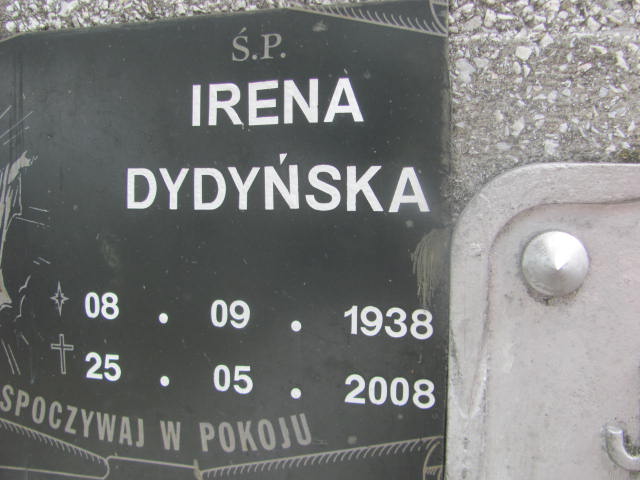 Ś.P.
IRENA
DYDYŃSKA
08 . 09 . 1938
25 . 05 . 2008
SPOCZYWAJ W POKOJU